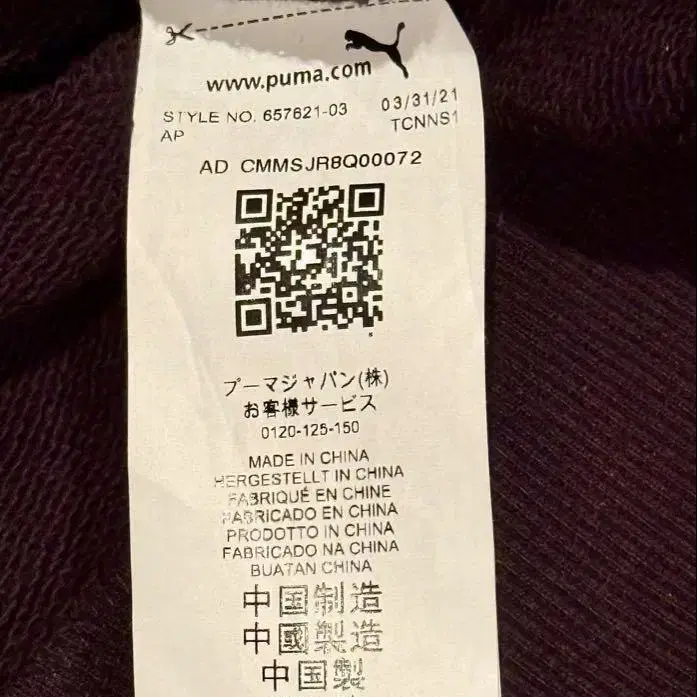 www.puma.com
STYLE NO. 657621-03 03/31/21
AP TCNNS1
AD CMMSJR8Q00072
プーマジャパン(株)
お客様サービス
0120-125-150
MADE IN CHINA
HERGESTELLT IN CHINA
FABRIQUÉ EN CHINE
FABRICADO EN CHINA
PRODOTTO IN CHINA
FABRICADO NA CHINA
BUATAN CHINA
中国制造
中國製造
中国製